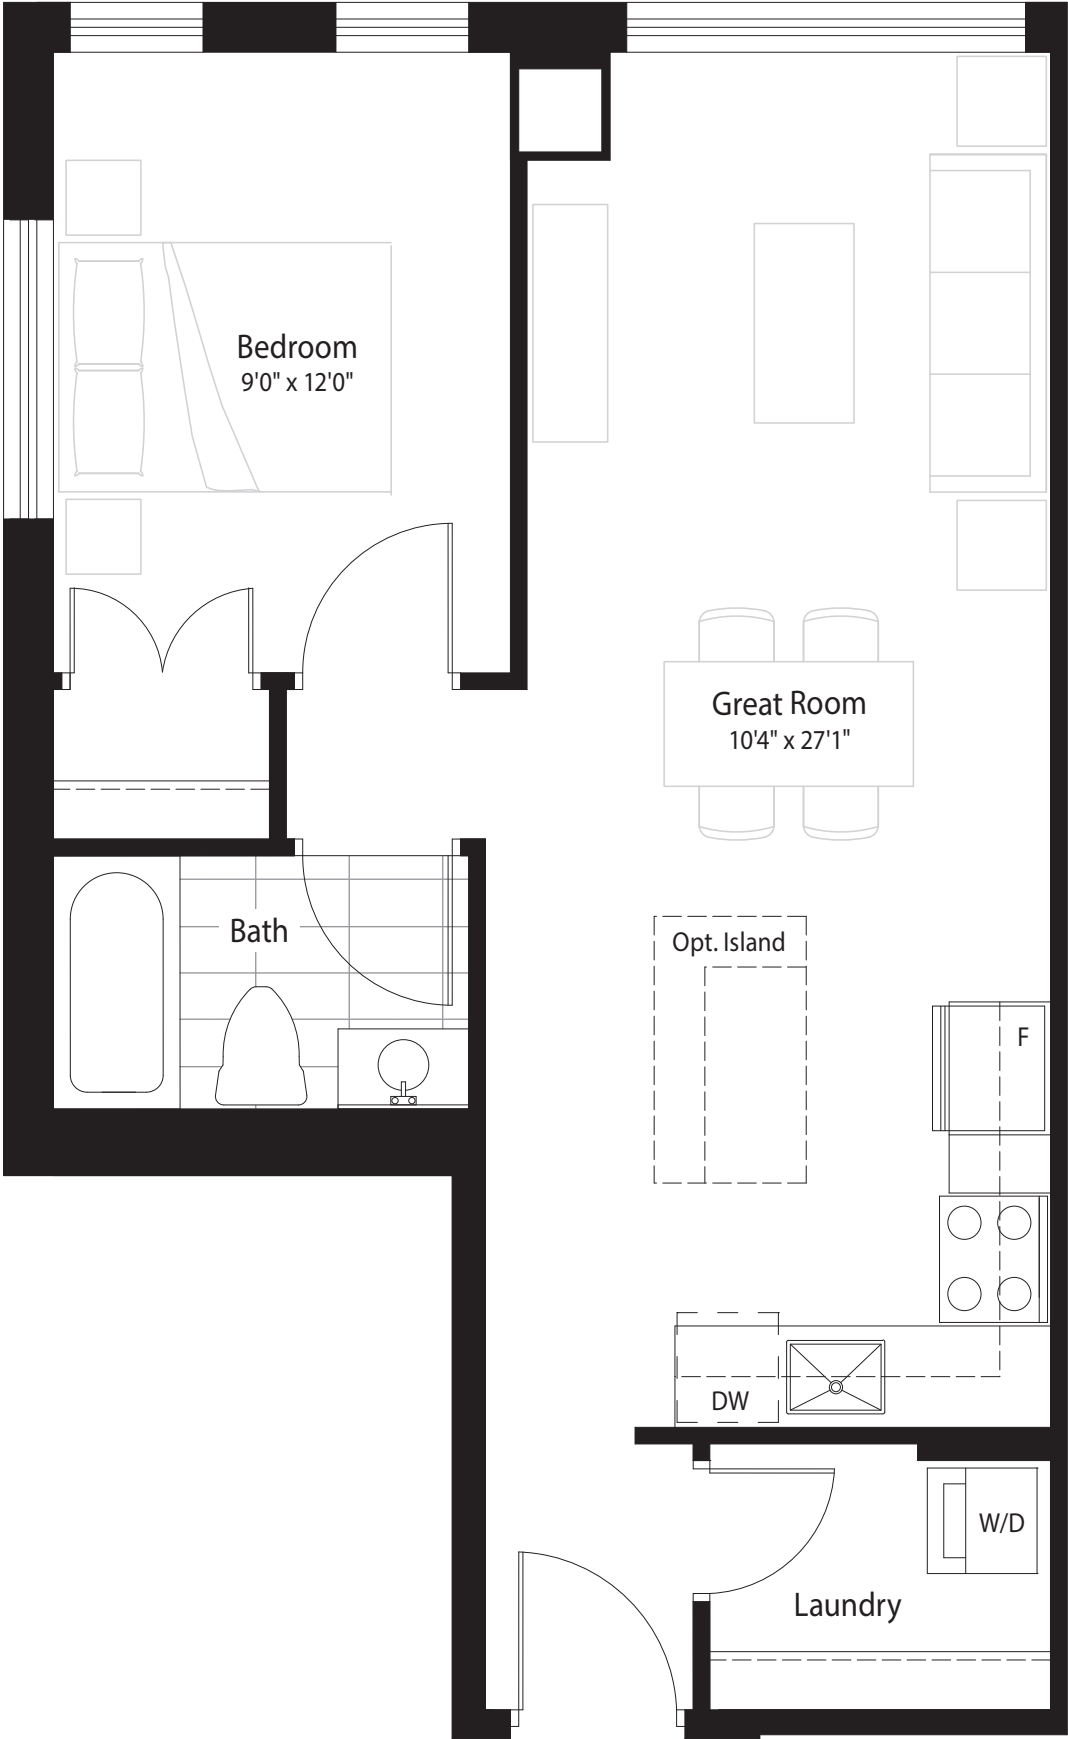 Bedroom
9'0" x 12'0"
Great Room
10'4" x 27'1"
Bath
Opt. Island
F
DW
W/D
Laundry